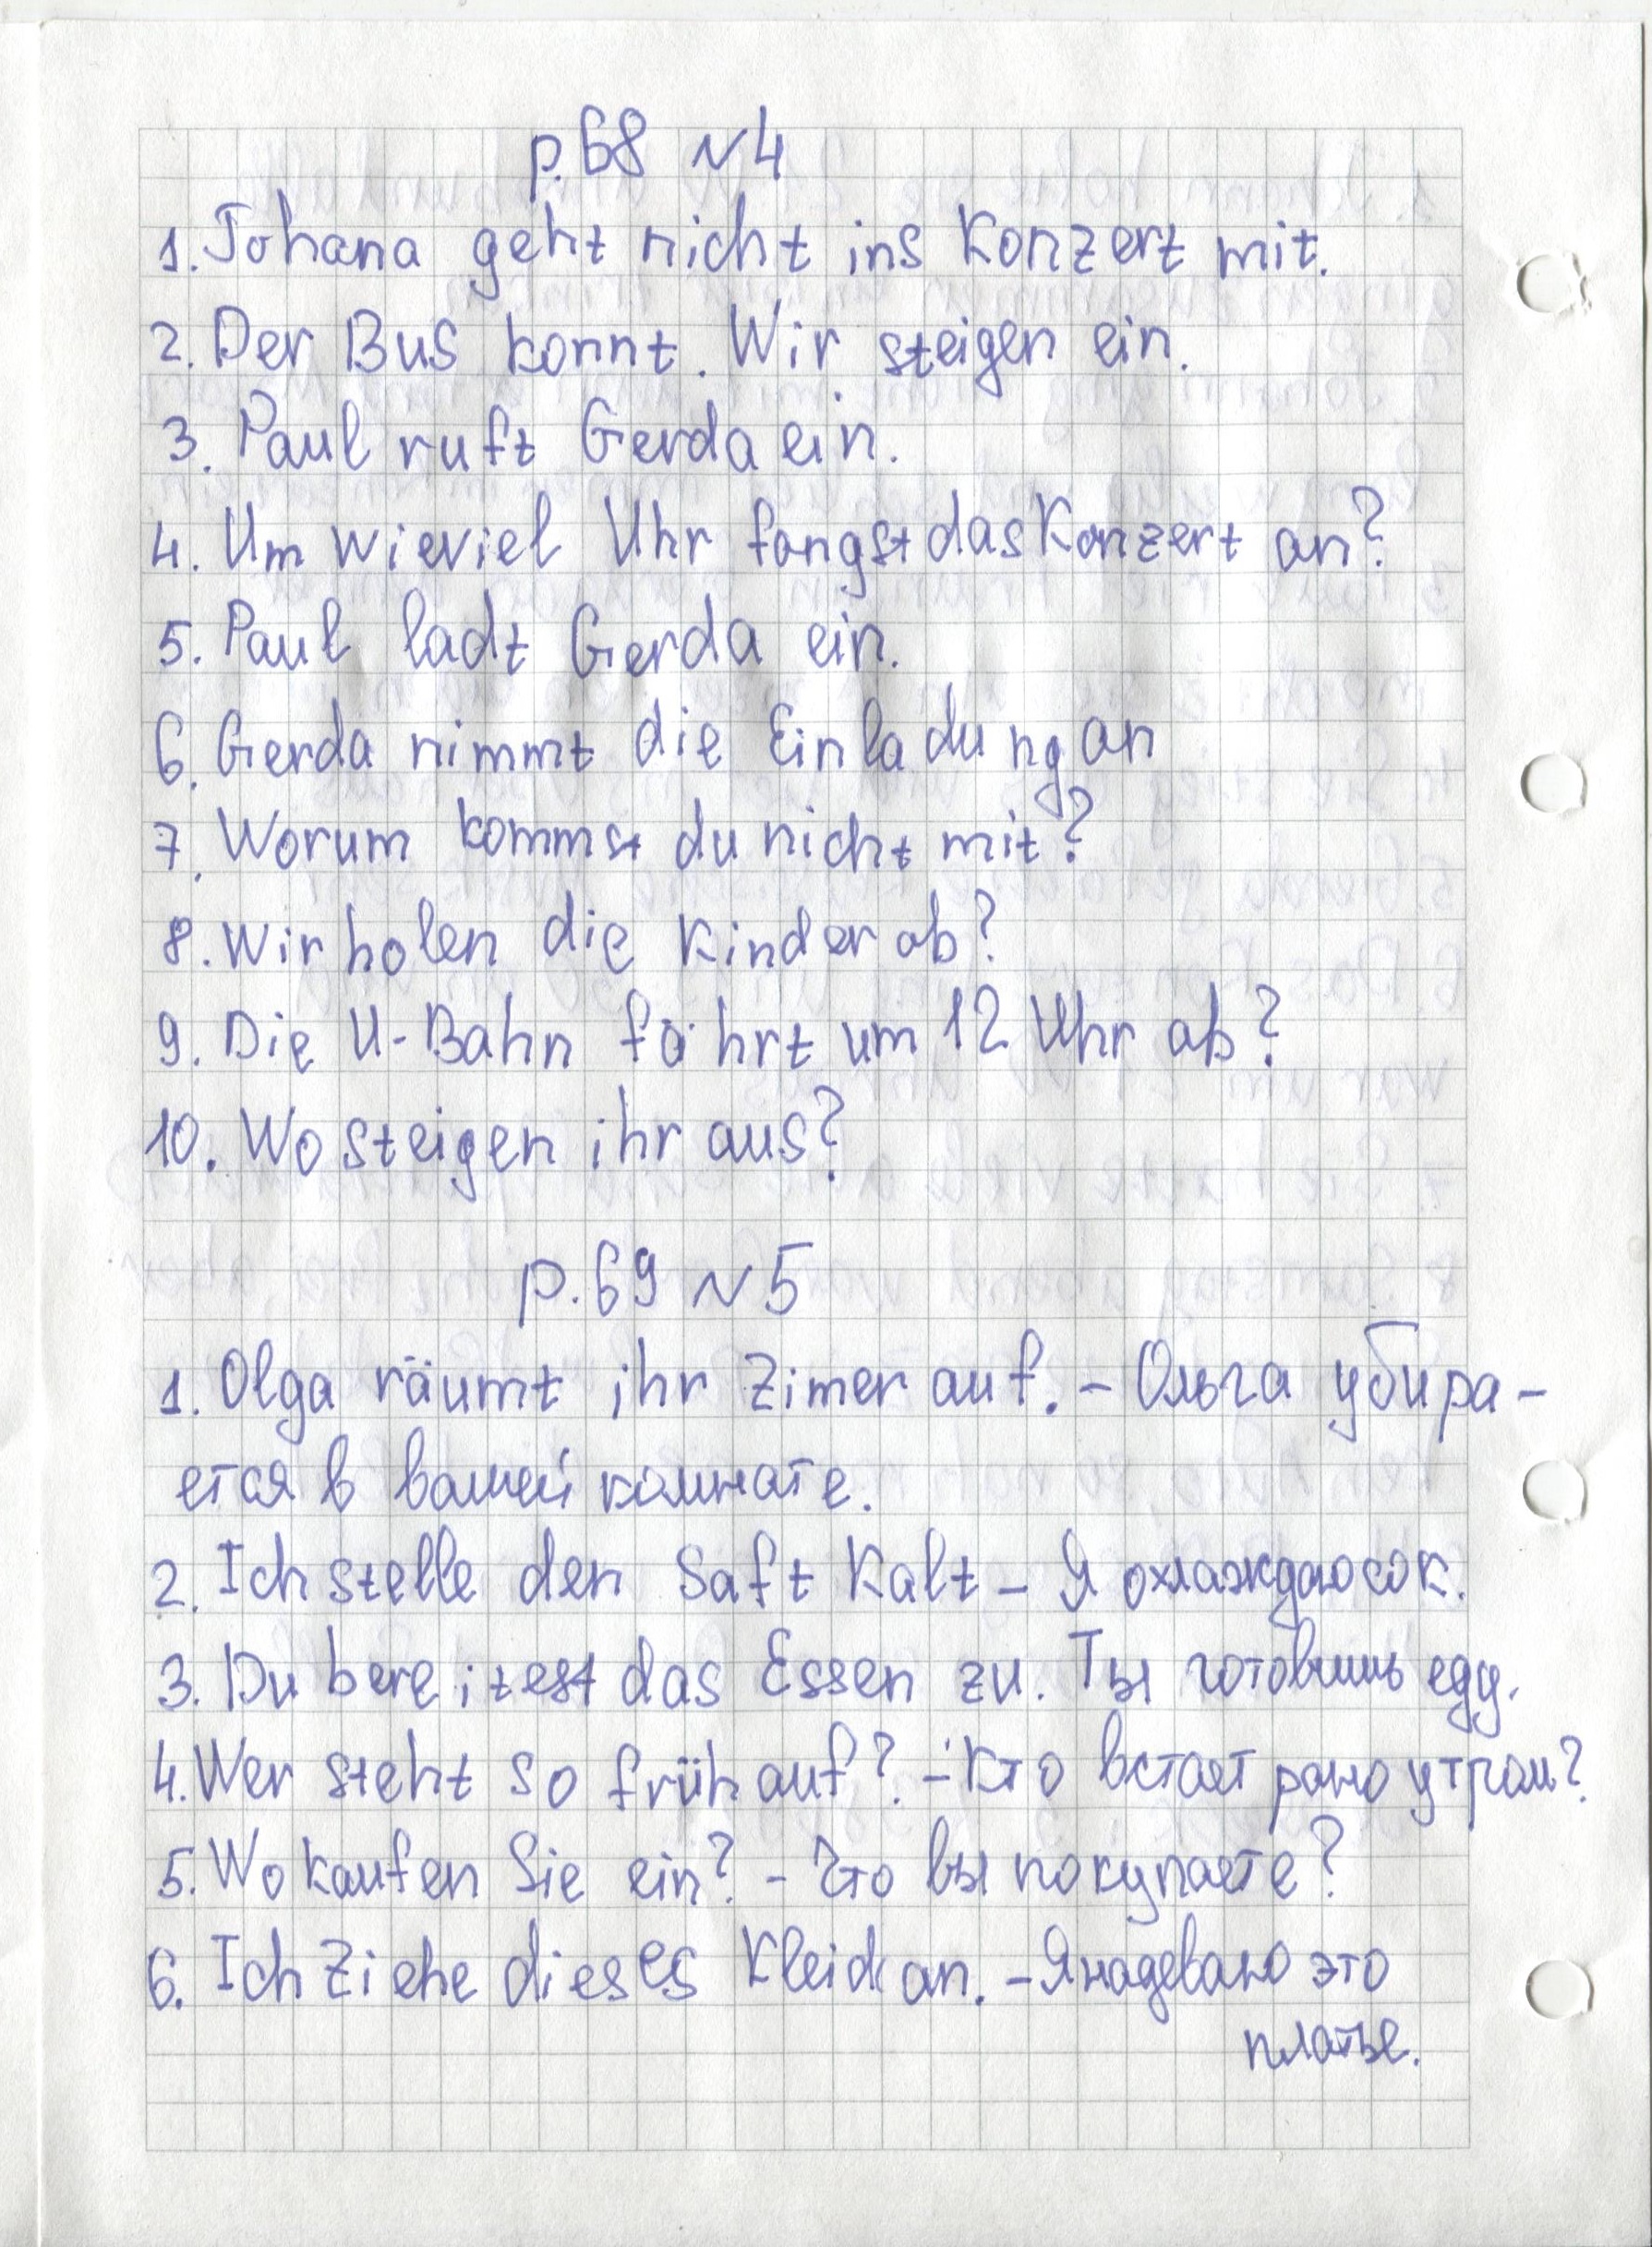 p.68 N4
1. Johana geht nicht ins Konzert mit.
2. Der Bus konnt. Wir steigen ein.
3. Paul ruft Gerda ein.
4. Um wieviel Uhr fongst das Konzert an?
5. Paul ladt Gerda ein.
6. Gerda nimmt die Einladung an
7. Worum kommst du nicht mit?
8. Wir holen die Kinder ab?
9. Die U-Bahn fährt um 12 Uhr ab?
10. Wo steigen ihr aus?
p.69 N5
1. Olga räumt ihr Zimer auf. – Ольга убира-
ется в вашей комнате.
2. Ich stelle den Saft Kalt – Я охлаждаю сок.
3. Du bereitest das Essen zu. Ты готовишь еду.
4. Wer steht so früh auf? – Кто встает рано утром?
5. Wo kaufen Sie ein? – Что вы покупаете?
6. Ich Ziehe dieses Kleid an. – Я надеваю это
платье.